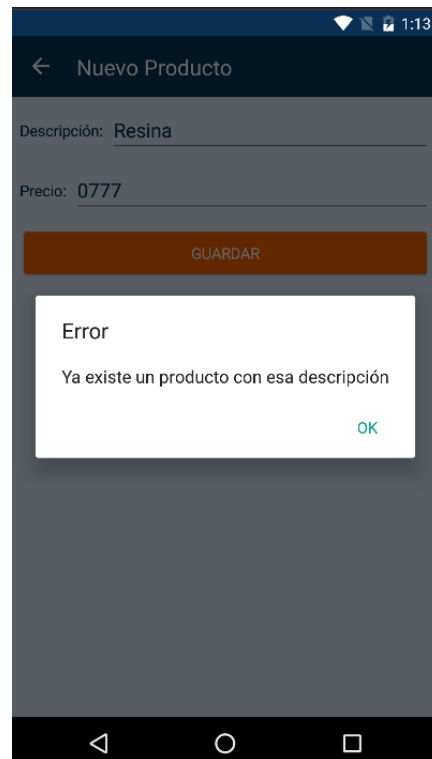 1:13
Nuevo Producto
Descripción: Resina
Precio: 0777
GUARDAR
Error
Ya existe un producto con esa descripción
OK